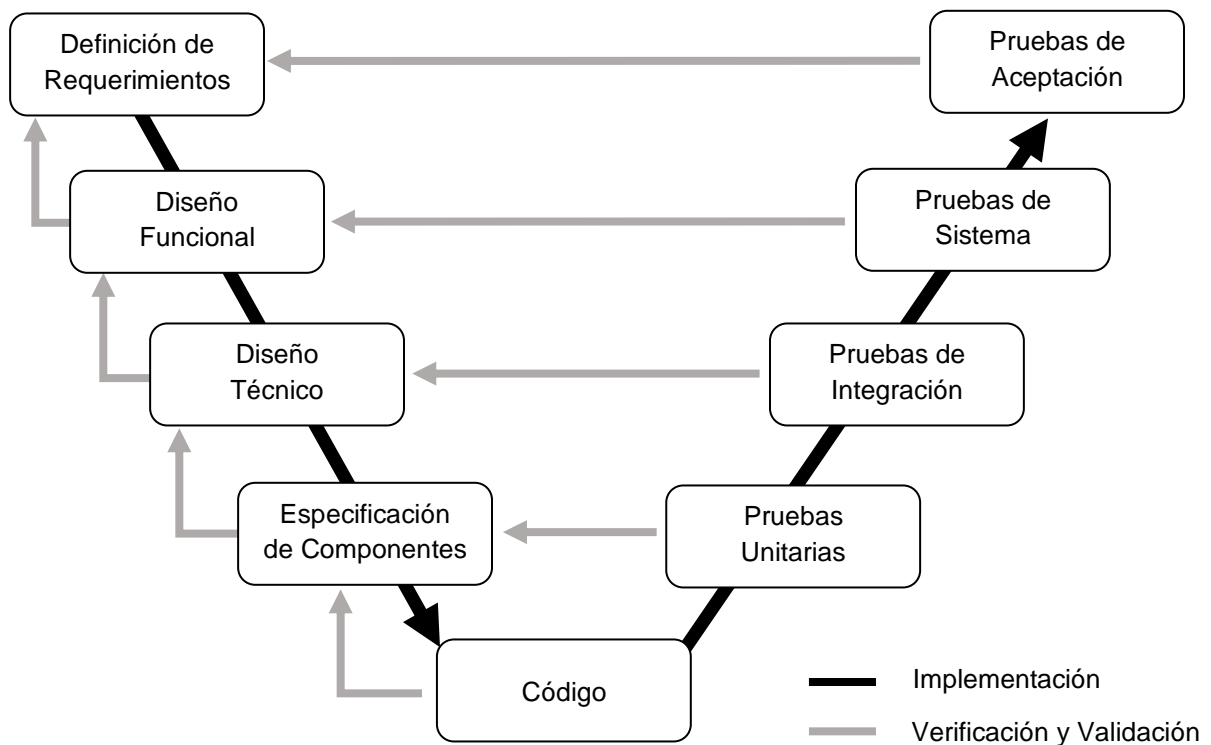 Definición de
Requerimientos
Pruebas de
Aceptación
Diseño
Funcional
Pruebas de
Sistema
Diseño
Técnico
Pruebas de
Integración
Especificación
de Componentes
Pruebas
Unitarias
Código
Implementación
Verificación y Validación